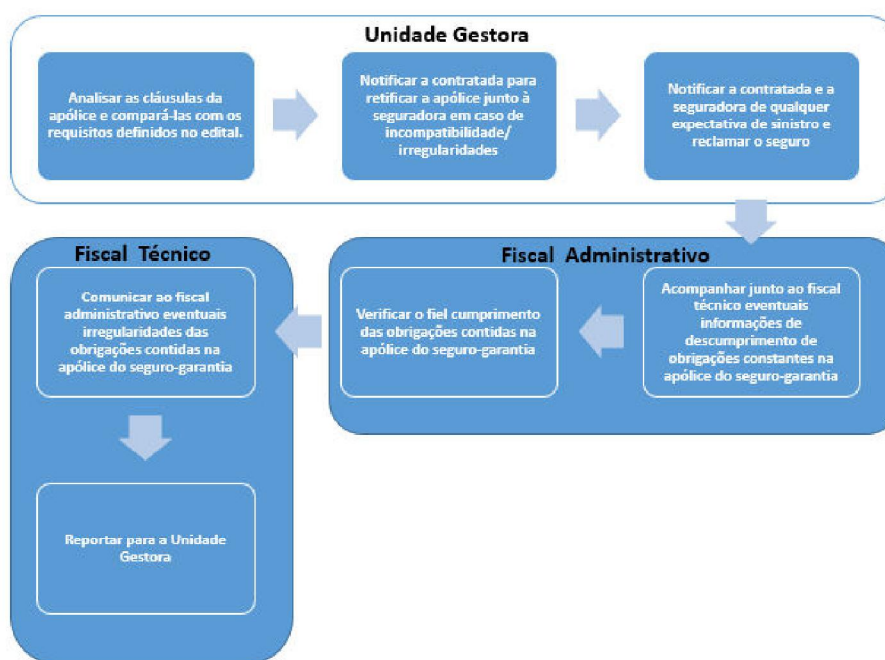 Unidade Gestora
Analisar as cláusulas da
apólice e compará-las com os
requisitos definidos no edital.
Notificar a contratada para
retificar a apólice junto à
seguradora em caso de
incompatibilidade/
irregularidades
Notificar a contratada e a
seguradora de qualquer
expectativa de sinistro e
reclamar o seguro
Fiscal Administrativo
Acompanhar junto ao fiscal
técnico eventuais
informações de
descumprimento de
obrigações constantes na
apólice do seguro-garantia
Verificar o fiel cumprimento
das obrigações contidas na
apólice do seguro-garantia
Fiscal Técnico
Comunicar ao fiscal
administrativo eventuais
irregularidades das
obrigações contidas na
apólice do seguro-garantia
Reportar para a Unidade
Gestora